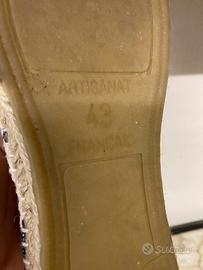 ARTISANAT
43
FRANÇAIS
subito